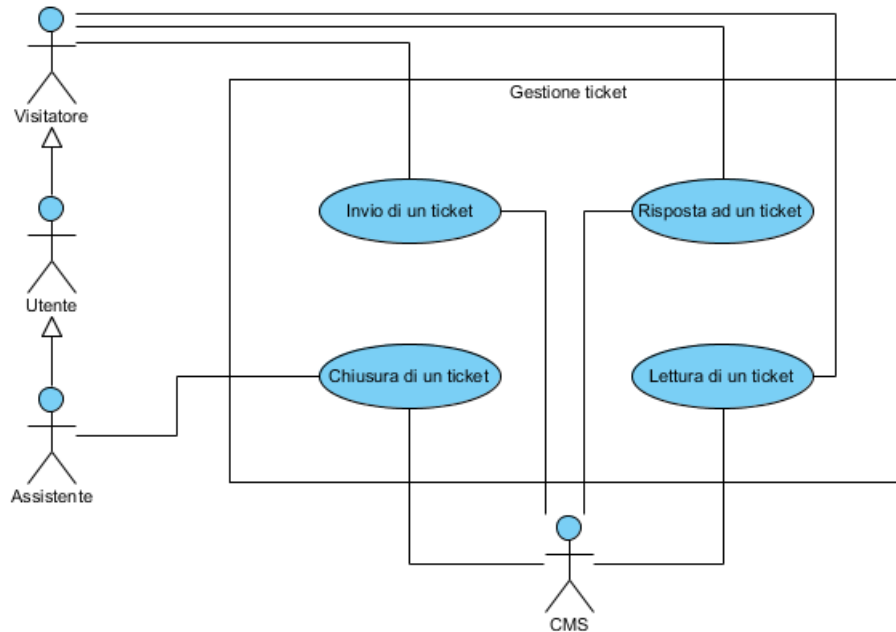 Visitatore
Gestione ticket
Invio di un ticket
Risposta ad un ticket
Utente
Chiusura di un ticket
Lettura di un ticket
Assistente
CMS